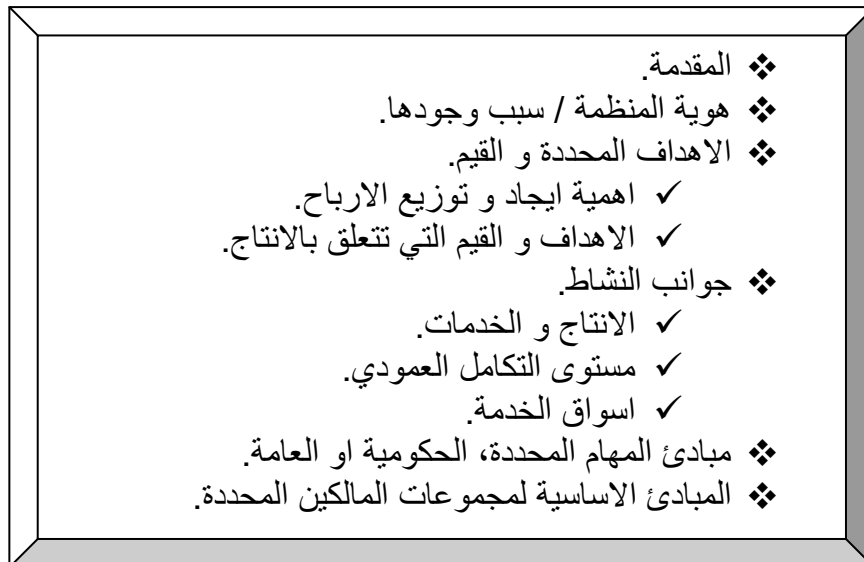 ❖ المقدمة.
❖ هوية المنظمة / سبب وجودها.
❖ الاهداف المحددة و القيم.
✓ اهمية ايجاد و توزيع الارباح.
✓ الاهداف و القيم التي تتعلق بالانتاج.
❖ جوانب النشاط.
✓ الانتاج و الخدمات.
✓ مستوى التكامل العمودي.
✓ اسواق الخدمة.
❖ مبادئ المهام المحددة، الحكومية او العامة.
❖ المبادئ الاساسية لمجموعات المالكين المحددة.